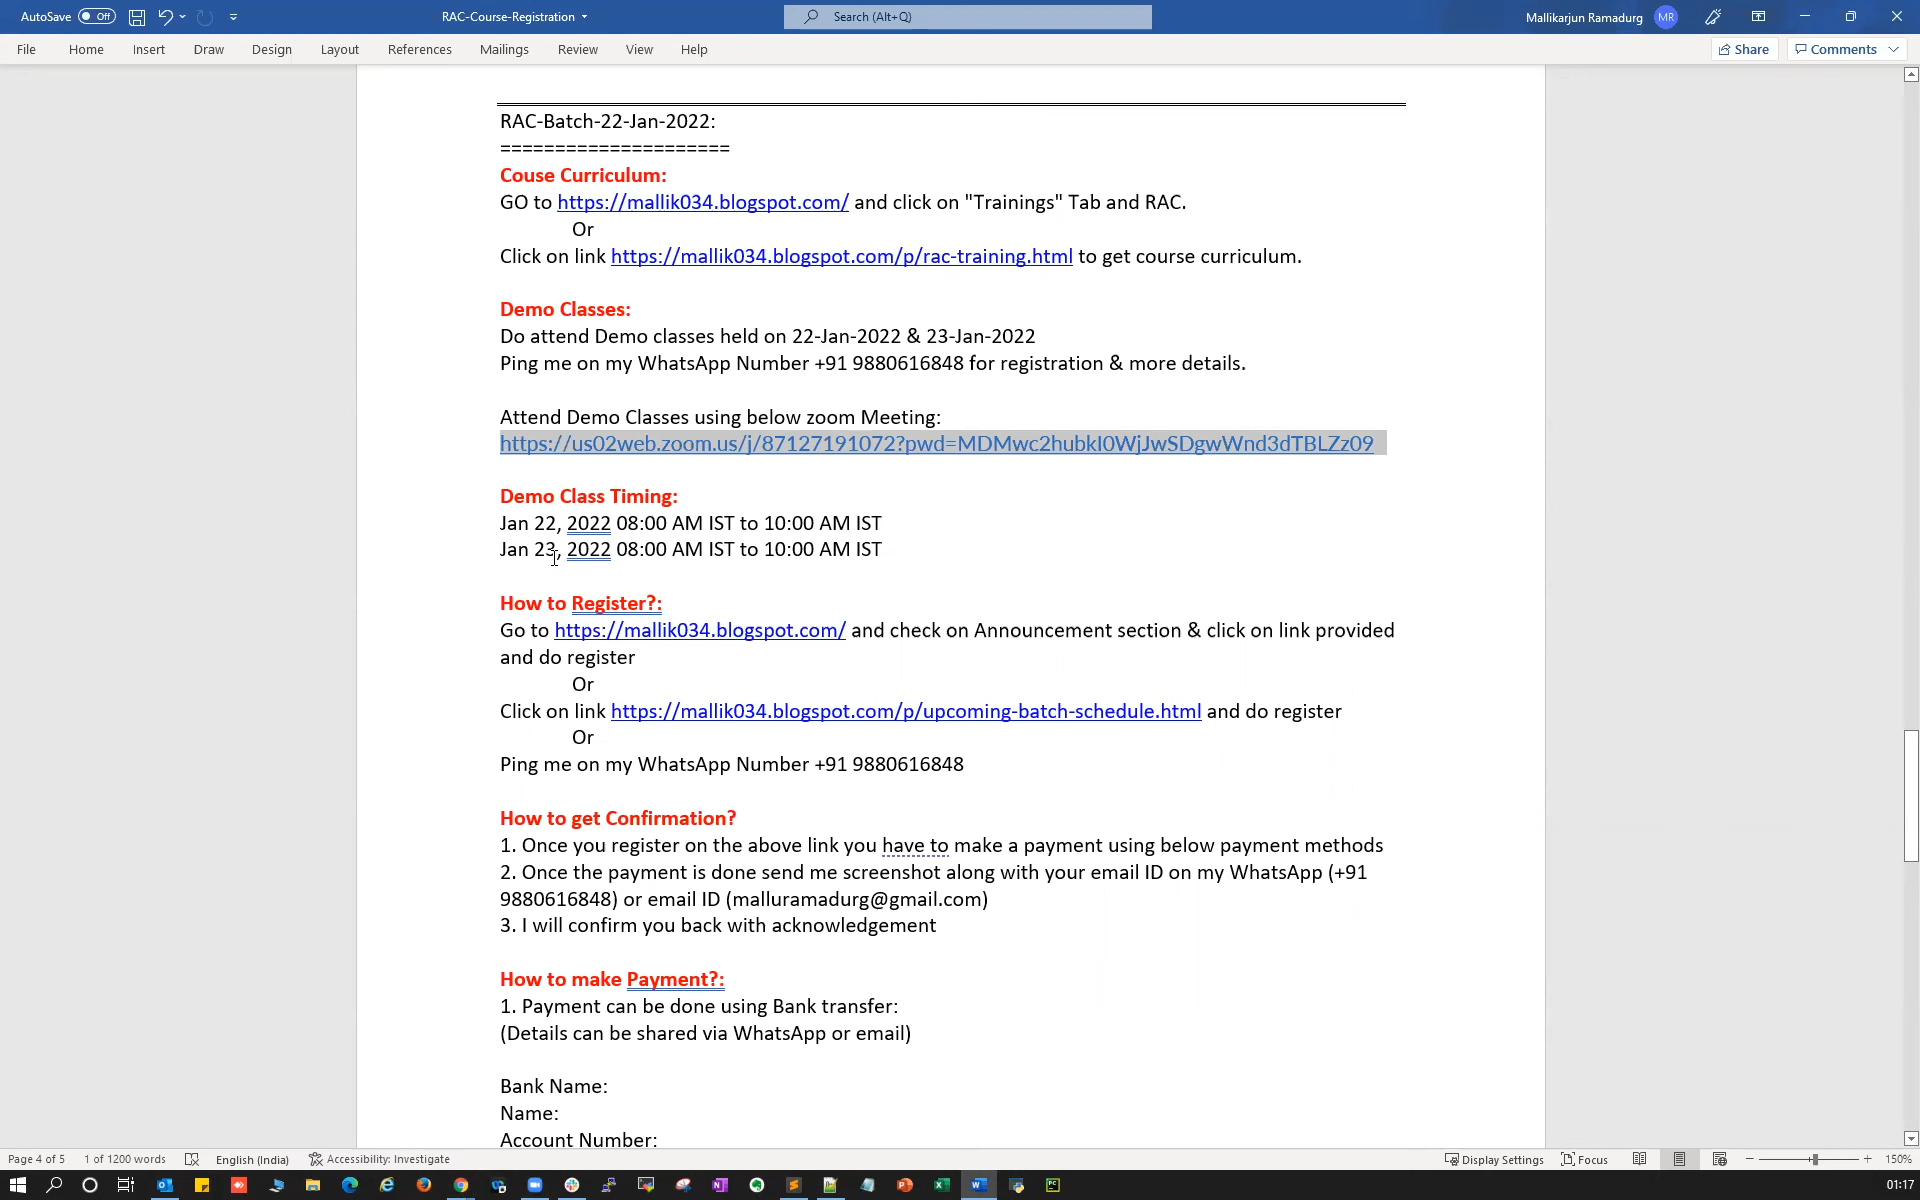 AutoSave Off
RAC-Course-Registration
Search (Alt+Q)
Mallikarjun Ramadurg
MR
File Home Insert Draw Design Layout References Mailings Review View Help
Share
Comments
RAC-Batch-22-Jan-2022:
=====================
Couse Curriculum:
GO to https://mallik034.blogspot.com/ and click on "Trainings" Tab and RAC.
Or
Click on link https://mallik034.blogspot.com/p/rac-training.html to get course curriculum.
Demo Classes:
Do attend Demo classes held on 22-Jan-2022 & 23-Jan-2022
Ping me on my WhatsApp Number +91 9880616848 for registration & more details.
Attend Demo Classes using below zoom Meeting:
https://us02web.zoom.us/j/87127191072?pwd=MDMwc2hubkI0WjJwSDgwWnd3dTBLZz09
Demo Class Timing:
Jan 22, 2022 08:00 AM IST to 10:00 AM IST
Jan 23, 2022 08:00 AM IST to 10:00 AM IST
How to Register?:
Go to https://mallik034.blogspot.com/ and check on Announcement section & click on link provided
and do register
Or
Click on link https://mallik034.blogspot.com/p/upcoming-batch-schedule.html and do register
Or
Ping me on my WhatsApp Number +91 9880616848
How to get Confirmation?
1. Once you register on the above link you have to make a payment using below payment methods
2. Once the payment is done send me screenshot along with your email ID on my WhatsApp (+91
9880616848) or email ID (malluramadurg@gmail.com)
3. I will confirm you back with acknowledgement
How to make Payment?:
1. Payment can be done using Bank transfer:
(Details can be shared via WhatsApp or email)
Bank Name:
Name:
Account Number:
Page 4 of 5
1 of 1200 words
English (India)
Accessibility: Investigate
Display Settings
Focus
150%
01:17